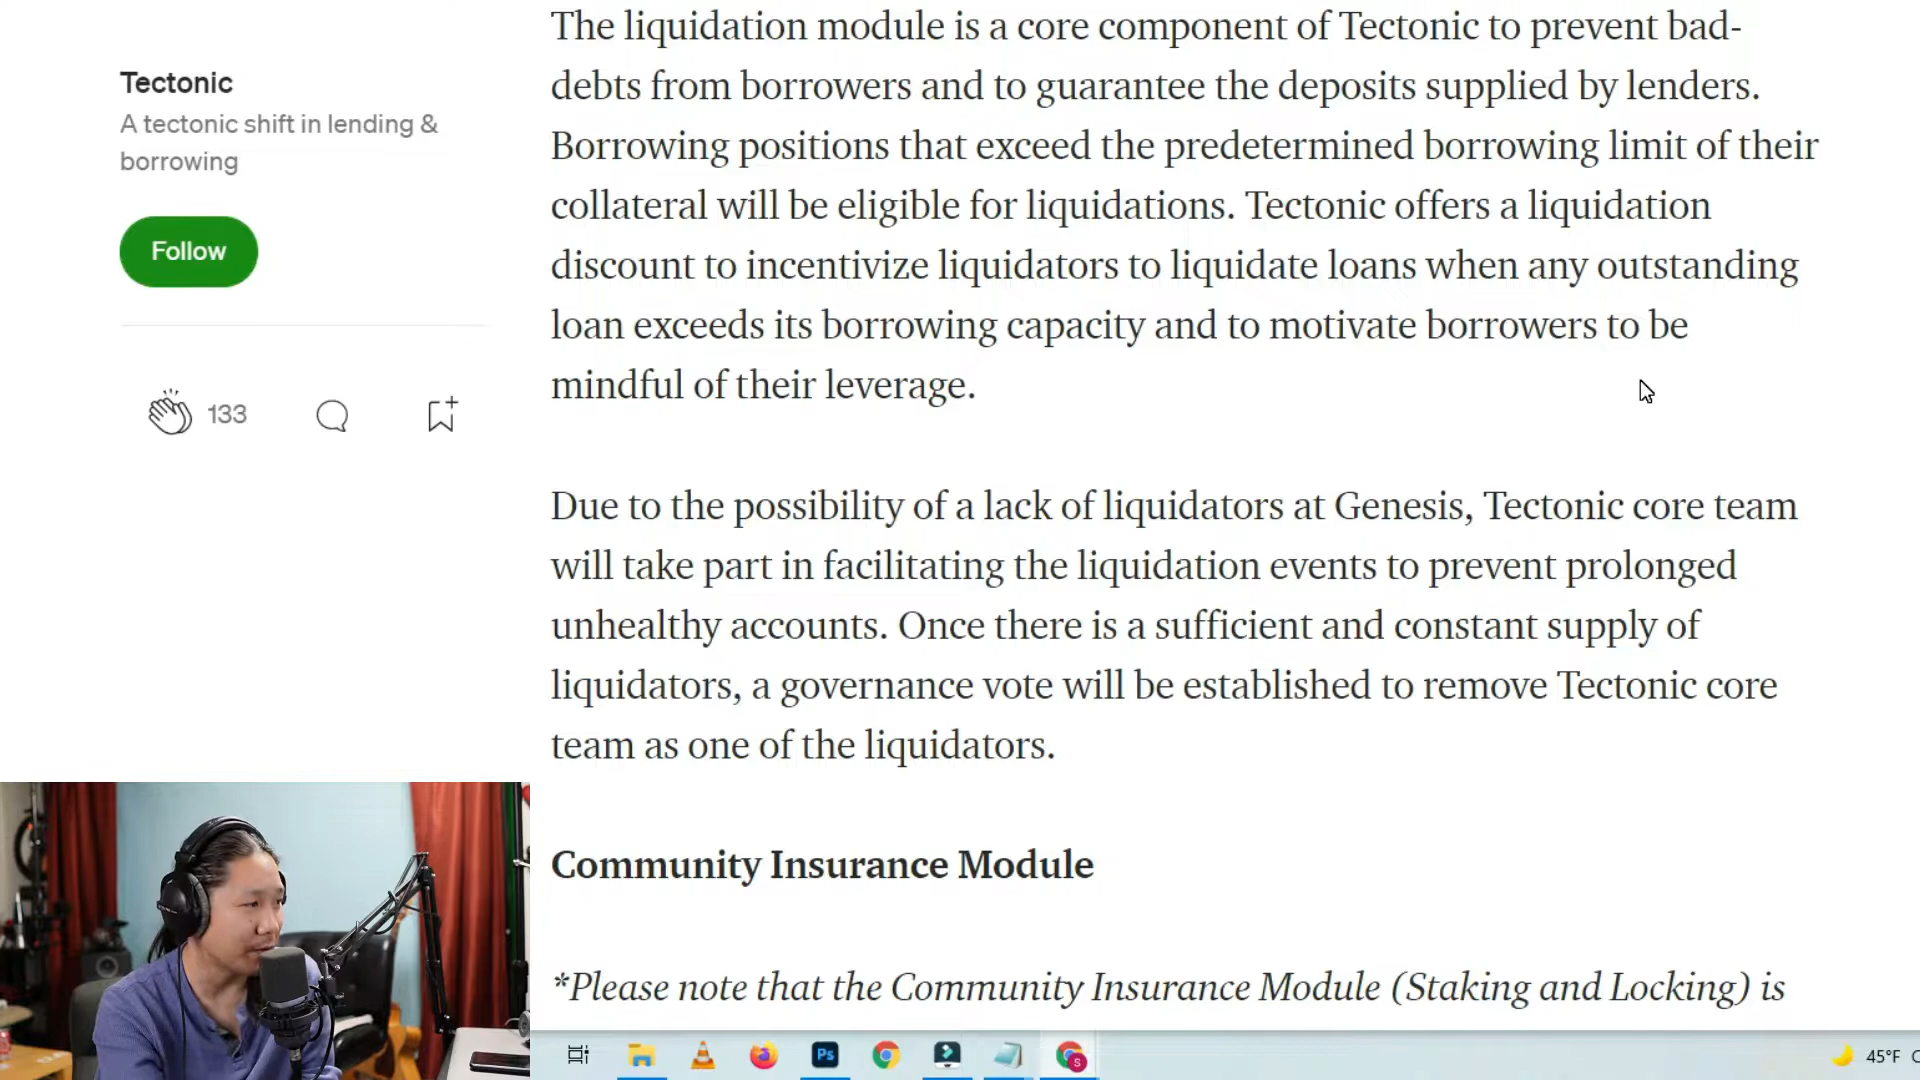 Tectonic
A tectonic shift in lending &
borrowing
Follow
133
The liquidation module is a core component of Tectonic to prevent bad-
debts from borrowers and to guarantee the deposits supplied by lenders.
Borrowing positions that exceed the predetermined borrowing limit of their
collateral will be eligible for liquidations. Tectonic offers a liquidation
discount to incentivize liquidators to liquidate loans when any outstanding
loan exceeds its borrowing capacity and to motivate borrowers to be
mindful of their leverage.
Due to the possibility of a lack of liquidators at Genesis, Tectonic core team
will take part in facilitating the liquidation events to prevent prolonged
unhealthy accounts. Once there is a sufficient and constant supply of
liquidators, a governance vote will be established to remove Tectonic core
team as one of the liquidators.
Community Insurance Module
*Please note that the Community Insurance Module (Staking and Locking) is
Ps
S
45°F C